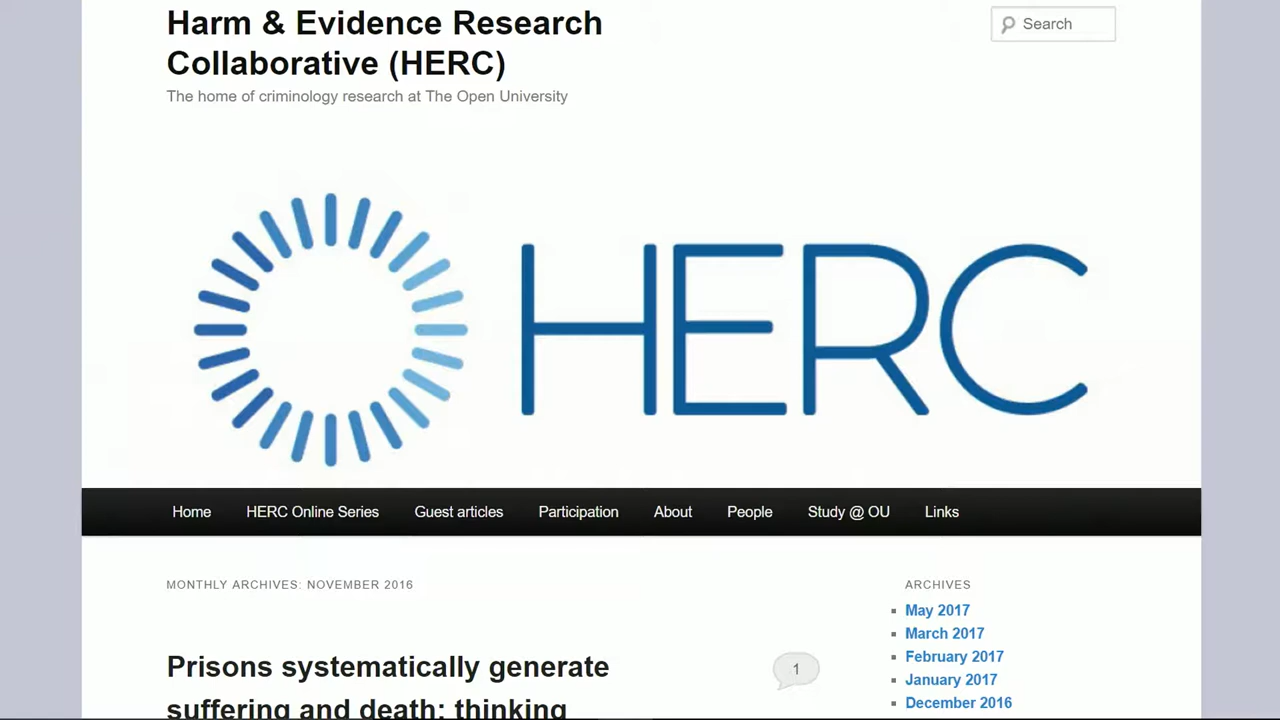 Harm & Evidence Research
Collaborative (HERC)
Search
The home of criminology research at The Open University
HERC
Home HERC Online Series Guest articles Participation About People Study @ OU Links
MONTHLY ARCHIVES: NOVEMBER 2016
Prisons systematically generate
suffering and death: thinking
1
ARCHIVES
May 2017
March 2017
February 2017
January 2017
December 2016